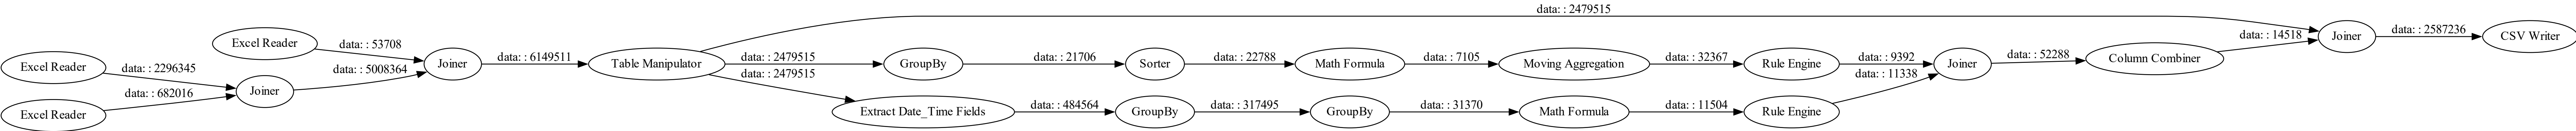 data: : 2479515
Excel Reader
data: : 53708
Joiner
data: : 6149511
Table Manipulator
data: : 2479515
GroupBy
data: : 21706
Sorter
data: : 22788
Math Formula
data: : 7105
Moving Aggregation
data: : 32367
Rule Engine
data: : 9392
Joiner
data: : 52288
Column Combiner
data: : 14518
Joiner
data: : 2587236
CSV Writer
Excel Reader
data: : 2296345
data: : 5008364
Joiner
data: : 682016
Excel Reader
data: : 2479515
Extract Date_Time Fields
data: : 484564
GroupBy
data: : 317495
GroupBy
data: : 31370
Math Formula
data: : 11504
Rule Engine
data: : 11338